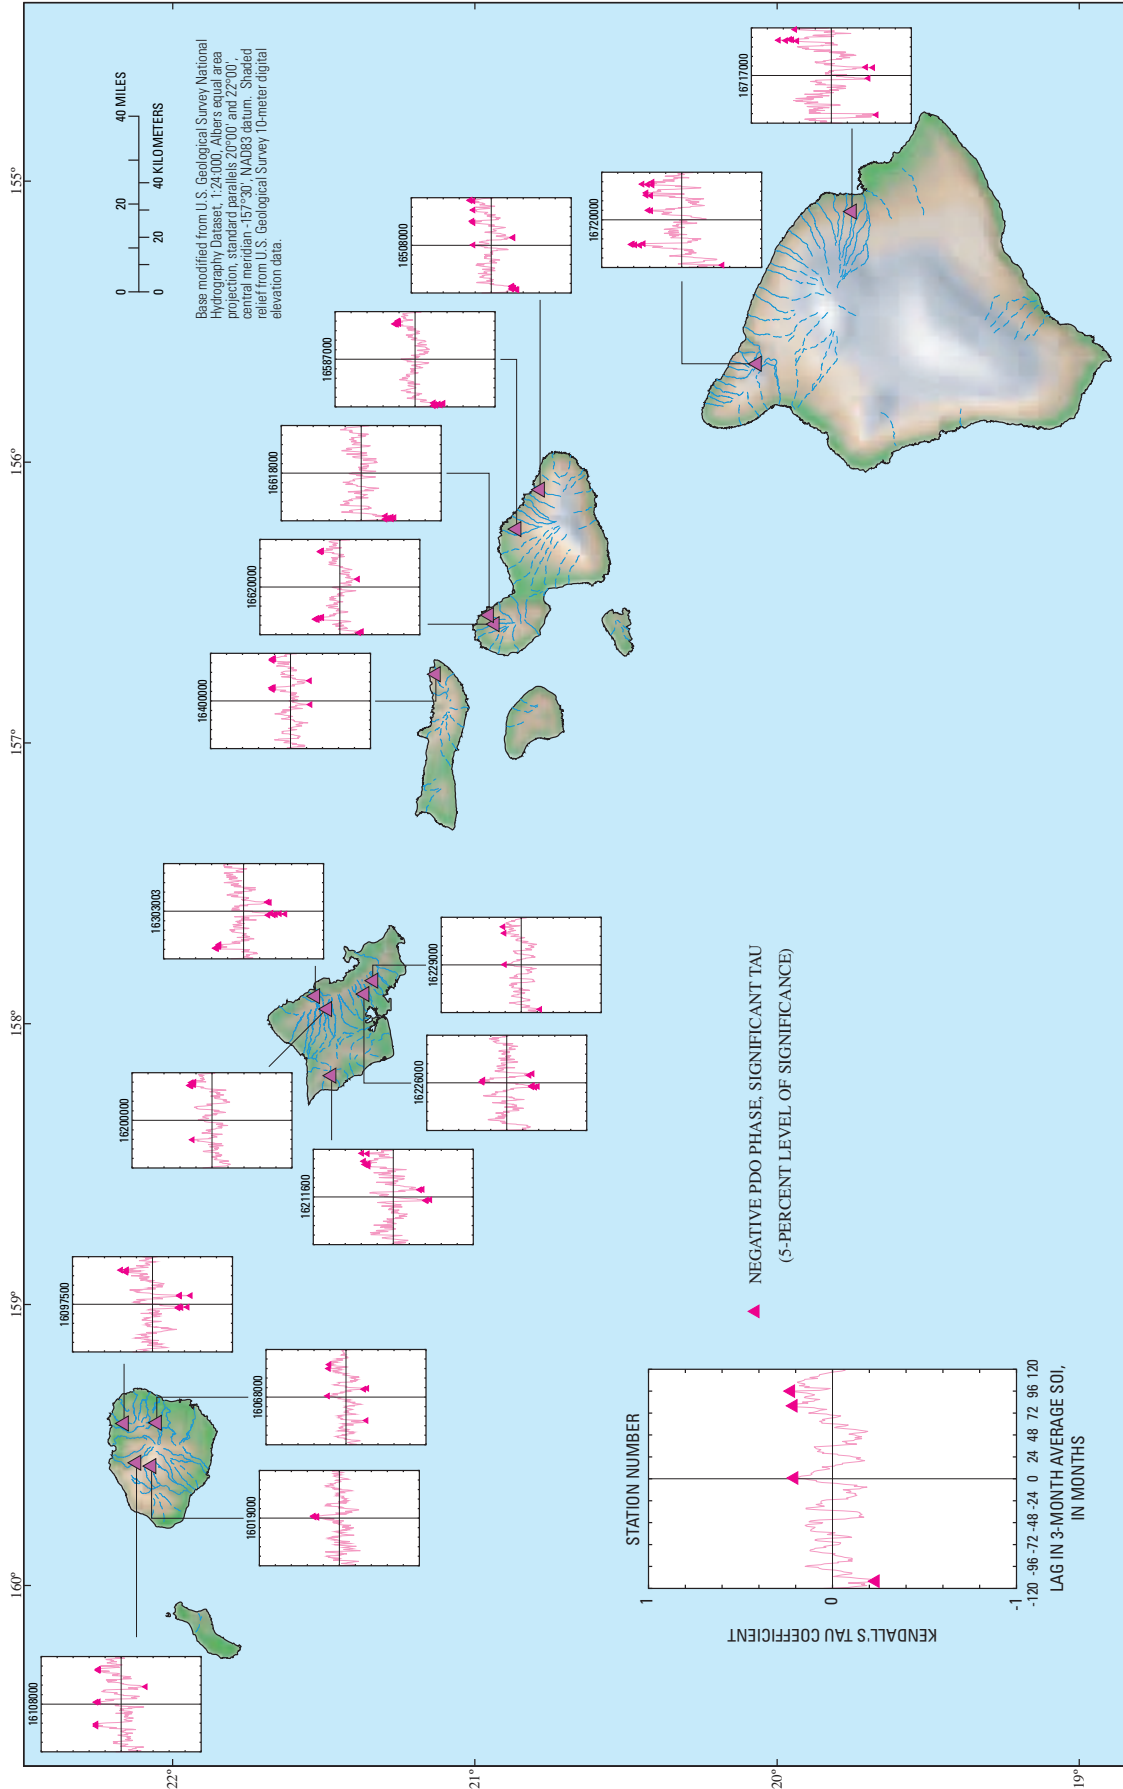 160°
159°
158°
157°
156°
155°
22°
21°
20°
19°
0 20 40 MILES
0 20 40 KILOMETERS
Base modified from U.S. Geological Survey National
Hydrography Dataset, 1:24:000, Albers equal area
projection, standard parallels 20°00' and 22°00',
central meridian -157°30', NAD83 datum. Shaded
relief from U.S. Geological Survey 10-meter digital
elevation data.
16108000
16019000
16068000
16097500
16211600
16200000
16226000
16229000
16303003
16400000
16620000
16618000
16587000
16508000
16720000
16717000
STATION NUMBER
KENDALL'S TAU COEFFICIENT
1
0
-1
-120 -96 -72 -48 -24 0 24 48 72 96 120
LAG IN 3-MONTH AVERAGE SOI,
IN MONTHS
NEGATIVE PDO PHASE, SIGNIFICANT TAU
(5-PERCENT LEVEL OF SIGNIFICANCE)